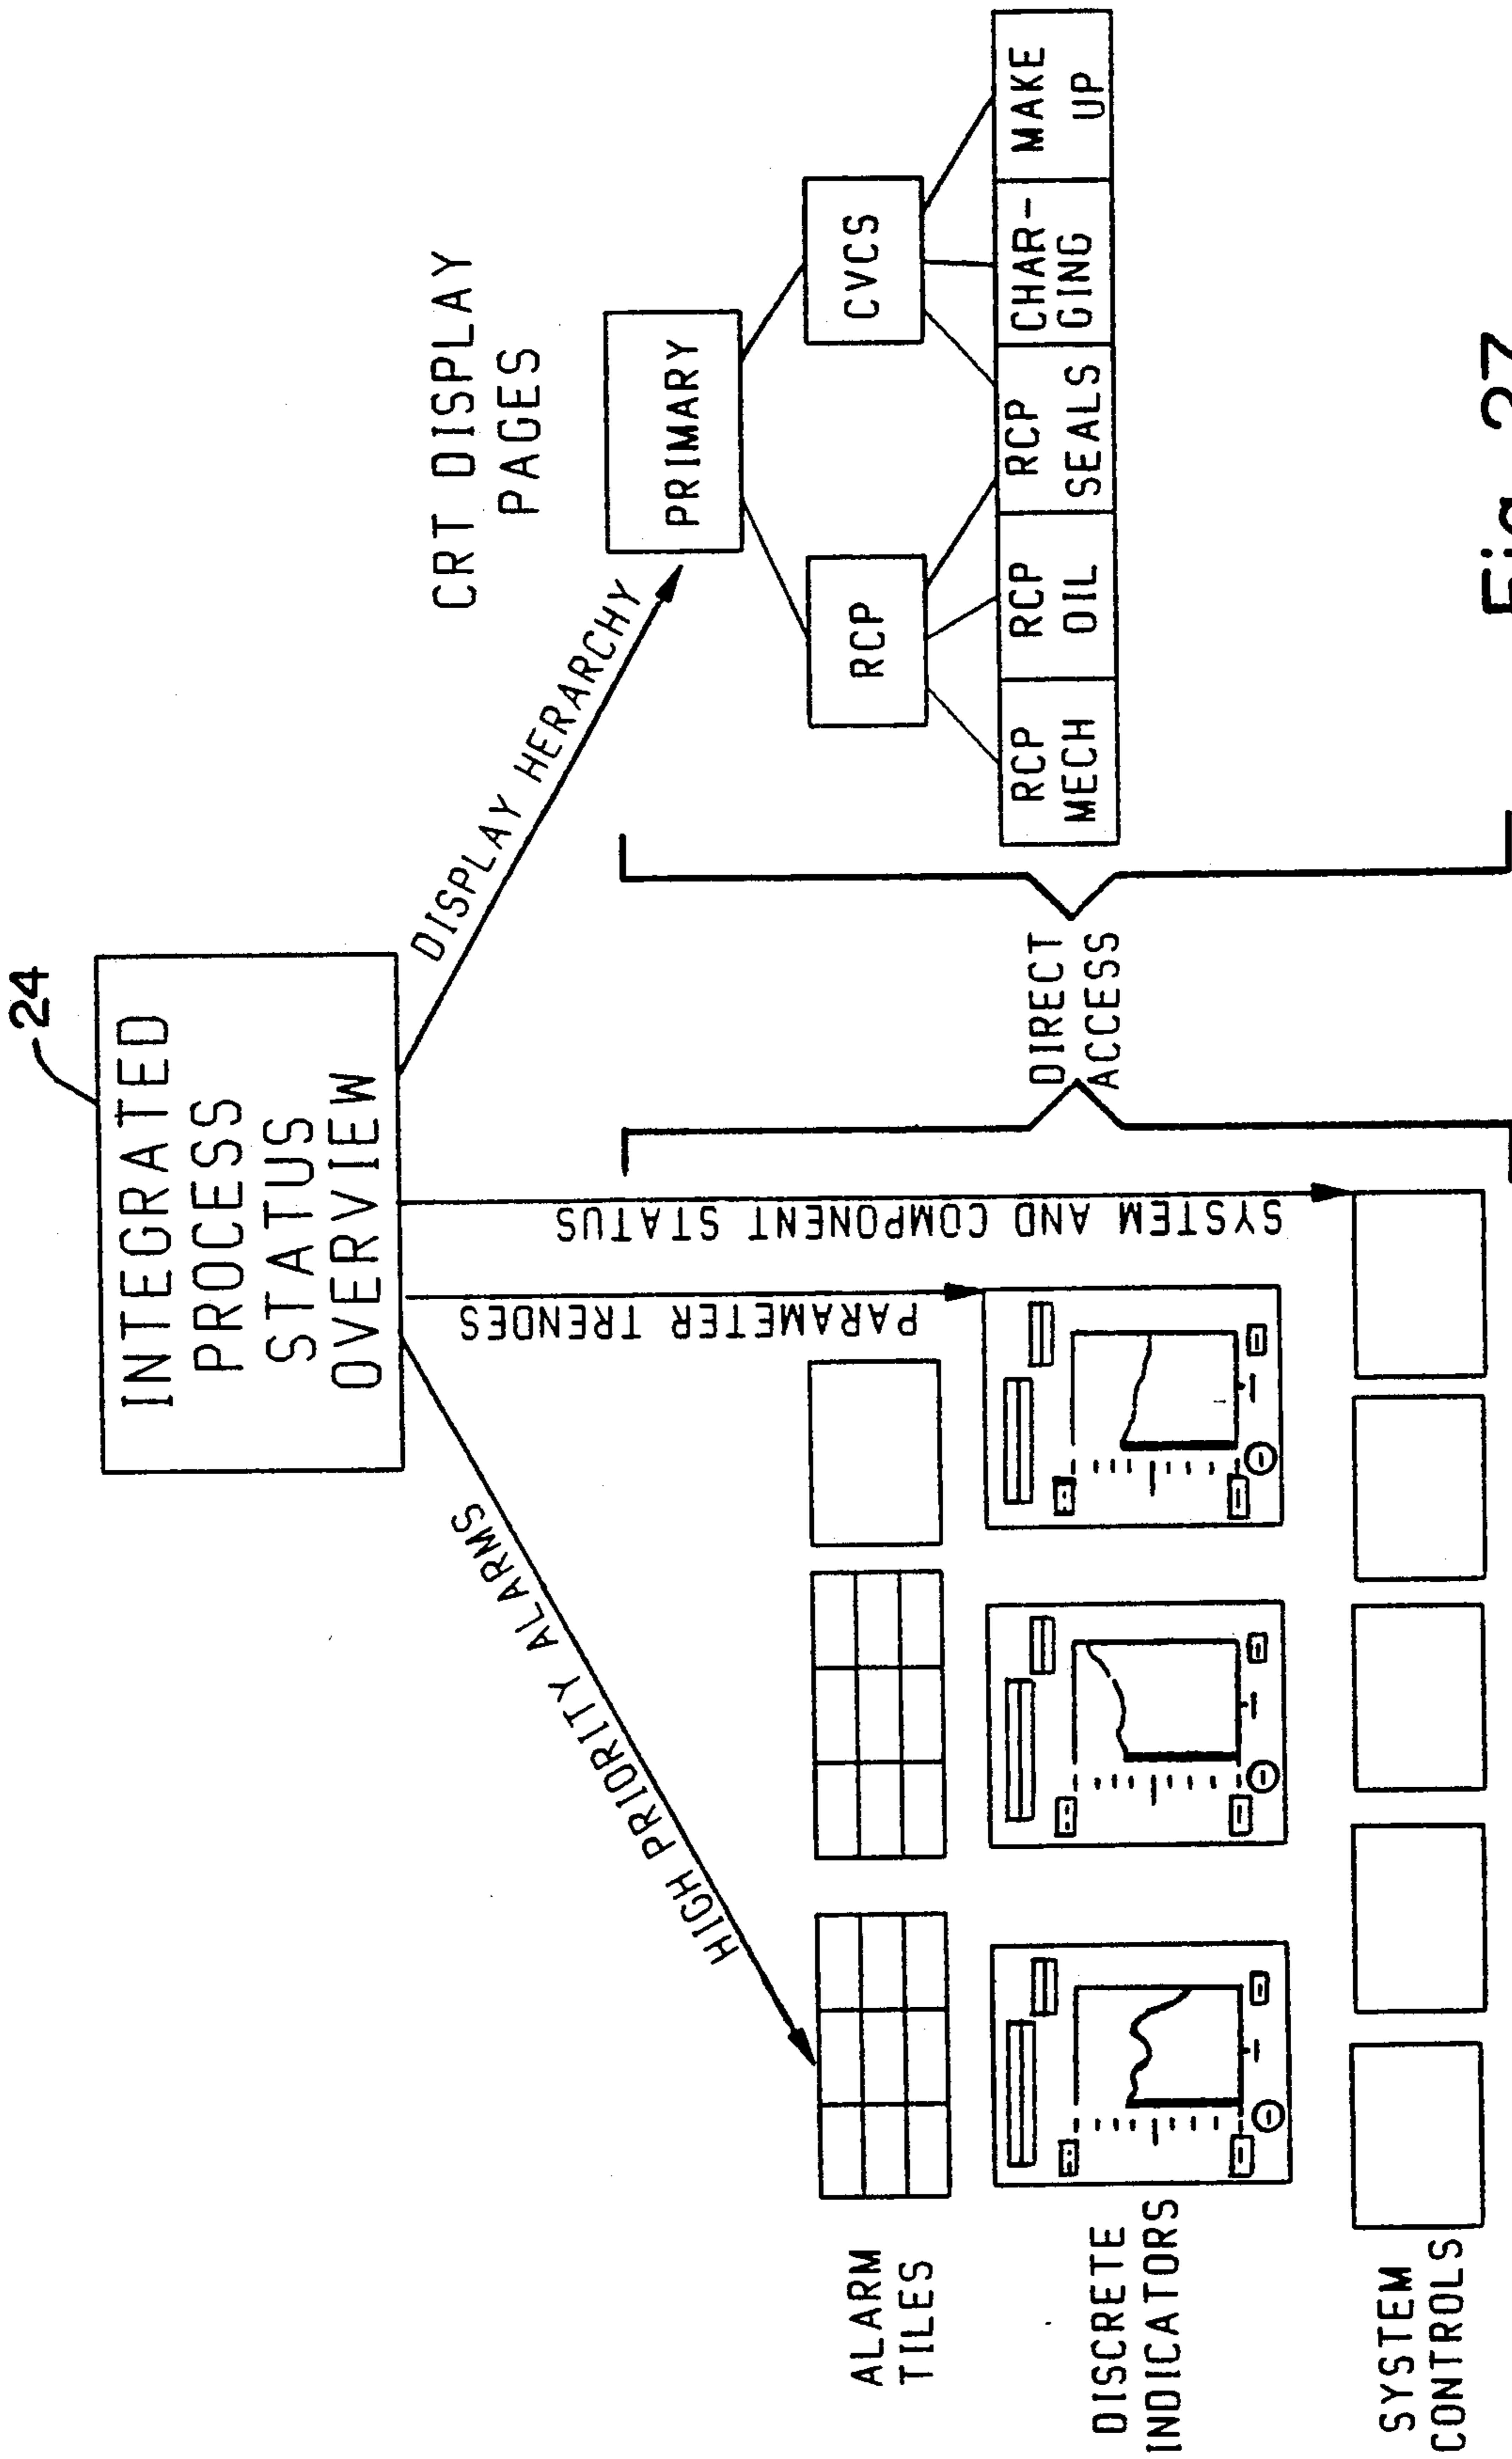 24
INTEGRATED
PROCESS
STATUS
OVERVIEW
HIGH PRIORITY ALARMS
PARAMETER TRENDES
SYSTEM AND COMPONENT STATUS
DISPLAY HERARCHY
CRT DISPLAY
PAGES
PRIMARY
RCP
CVCS
RCP
MECH
RCP
OIL
RCP
SEALS
CHAR-
GING
MAKE
UP
DIRECT
ACCESS
ALARM
TILES
DISCRETE
INDICATORS
SYSTEM
CONTROLS
Fig. 27